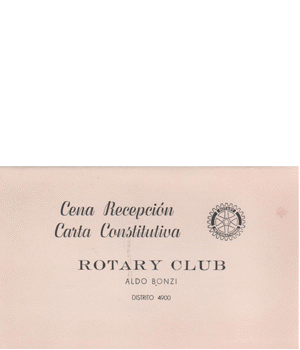 Cena Recepción
Carta Constitutiva
ROTARY CLUB
ALDO BONZI
DISTRITO 4900